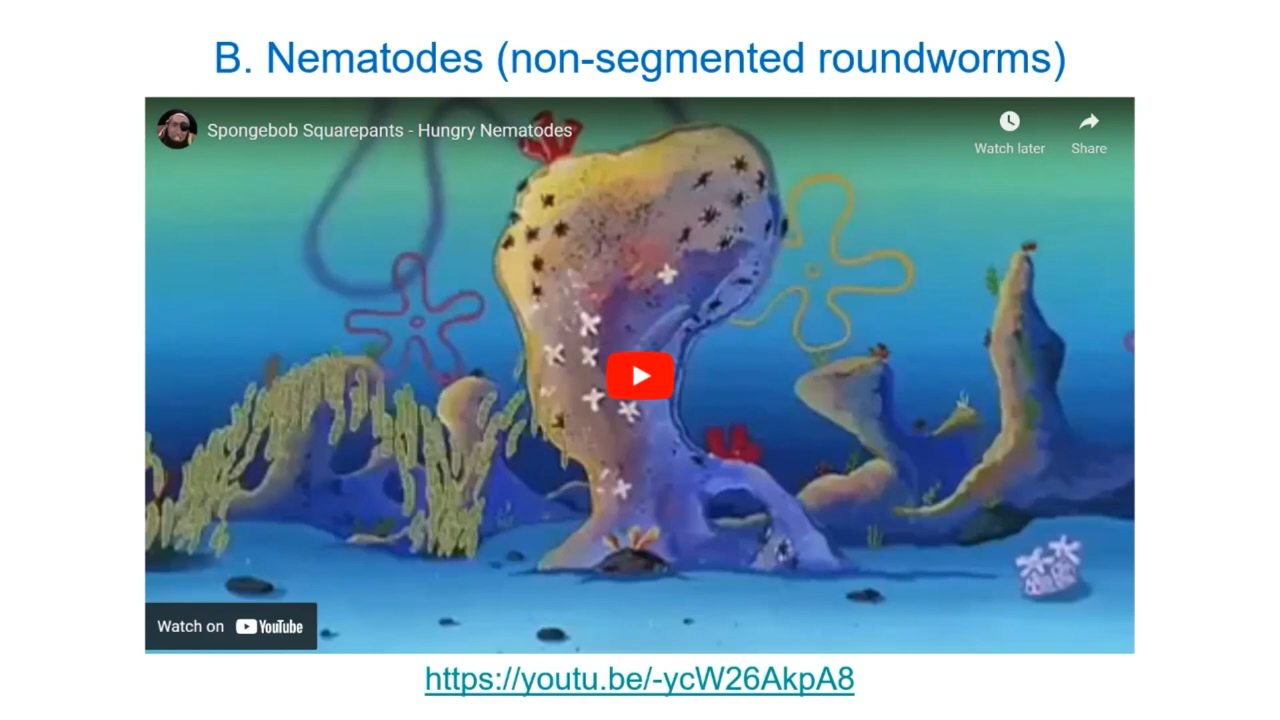 B. Nematodes (non-segmented roundworms)
Spongebob Squarepants - Hungry Nematodes
Watch later
Share
Watch on YouTube
https://youtu.be/-ycW26AkpA8